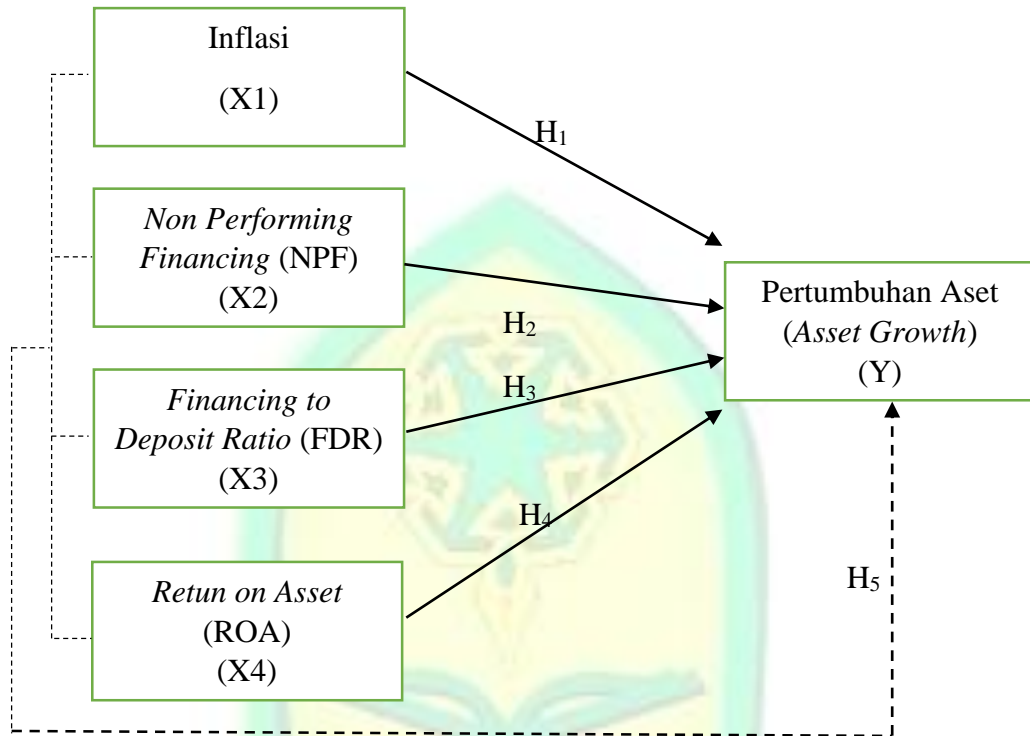 Inflasi
(X1)
H₁
Non Performing
Financing (NPF)
(X2)
H₂
Pertumbuhan Aset
(Asset Growth)
(Y)
Financing to
Deposit Ratio (FDR)
(X3)
H₃
H₄
Retun on Asset
(ROA)
(X4)
H₅